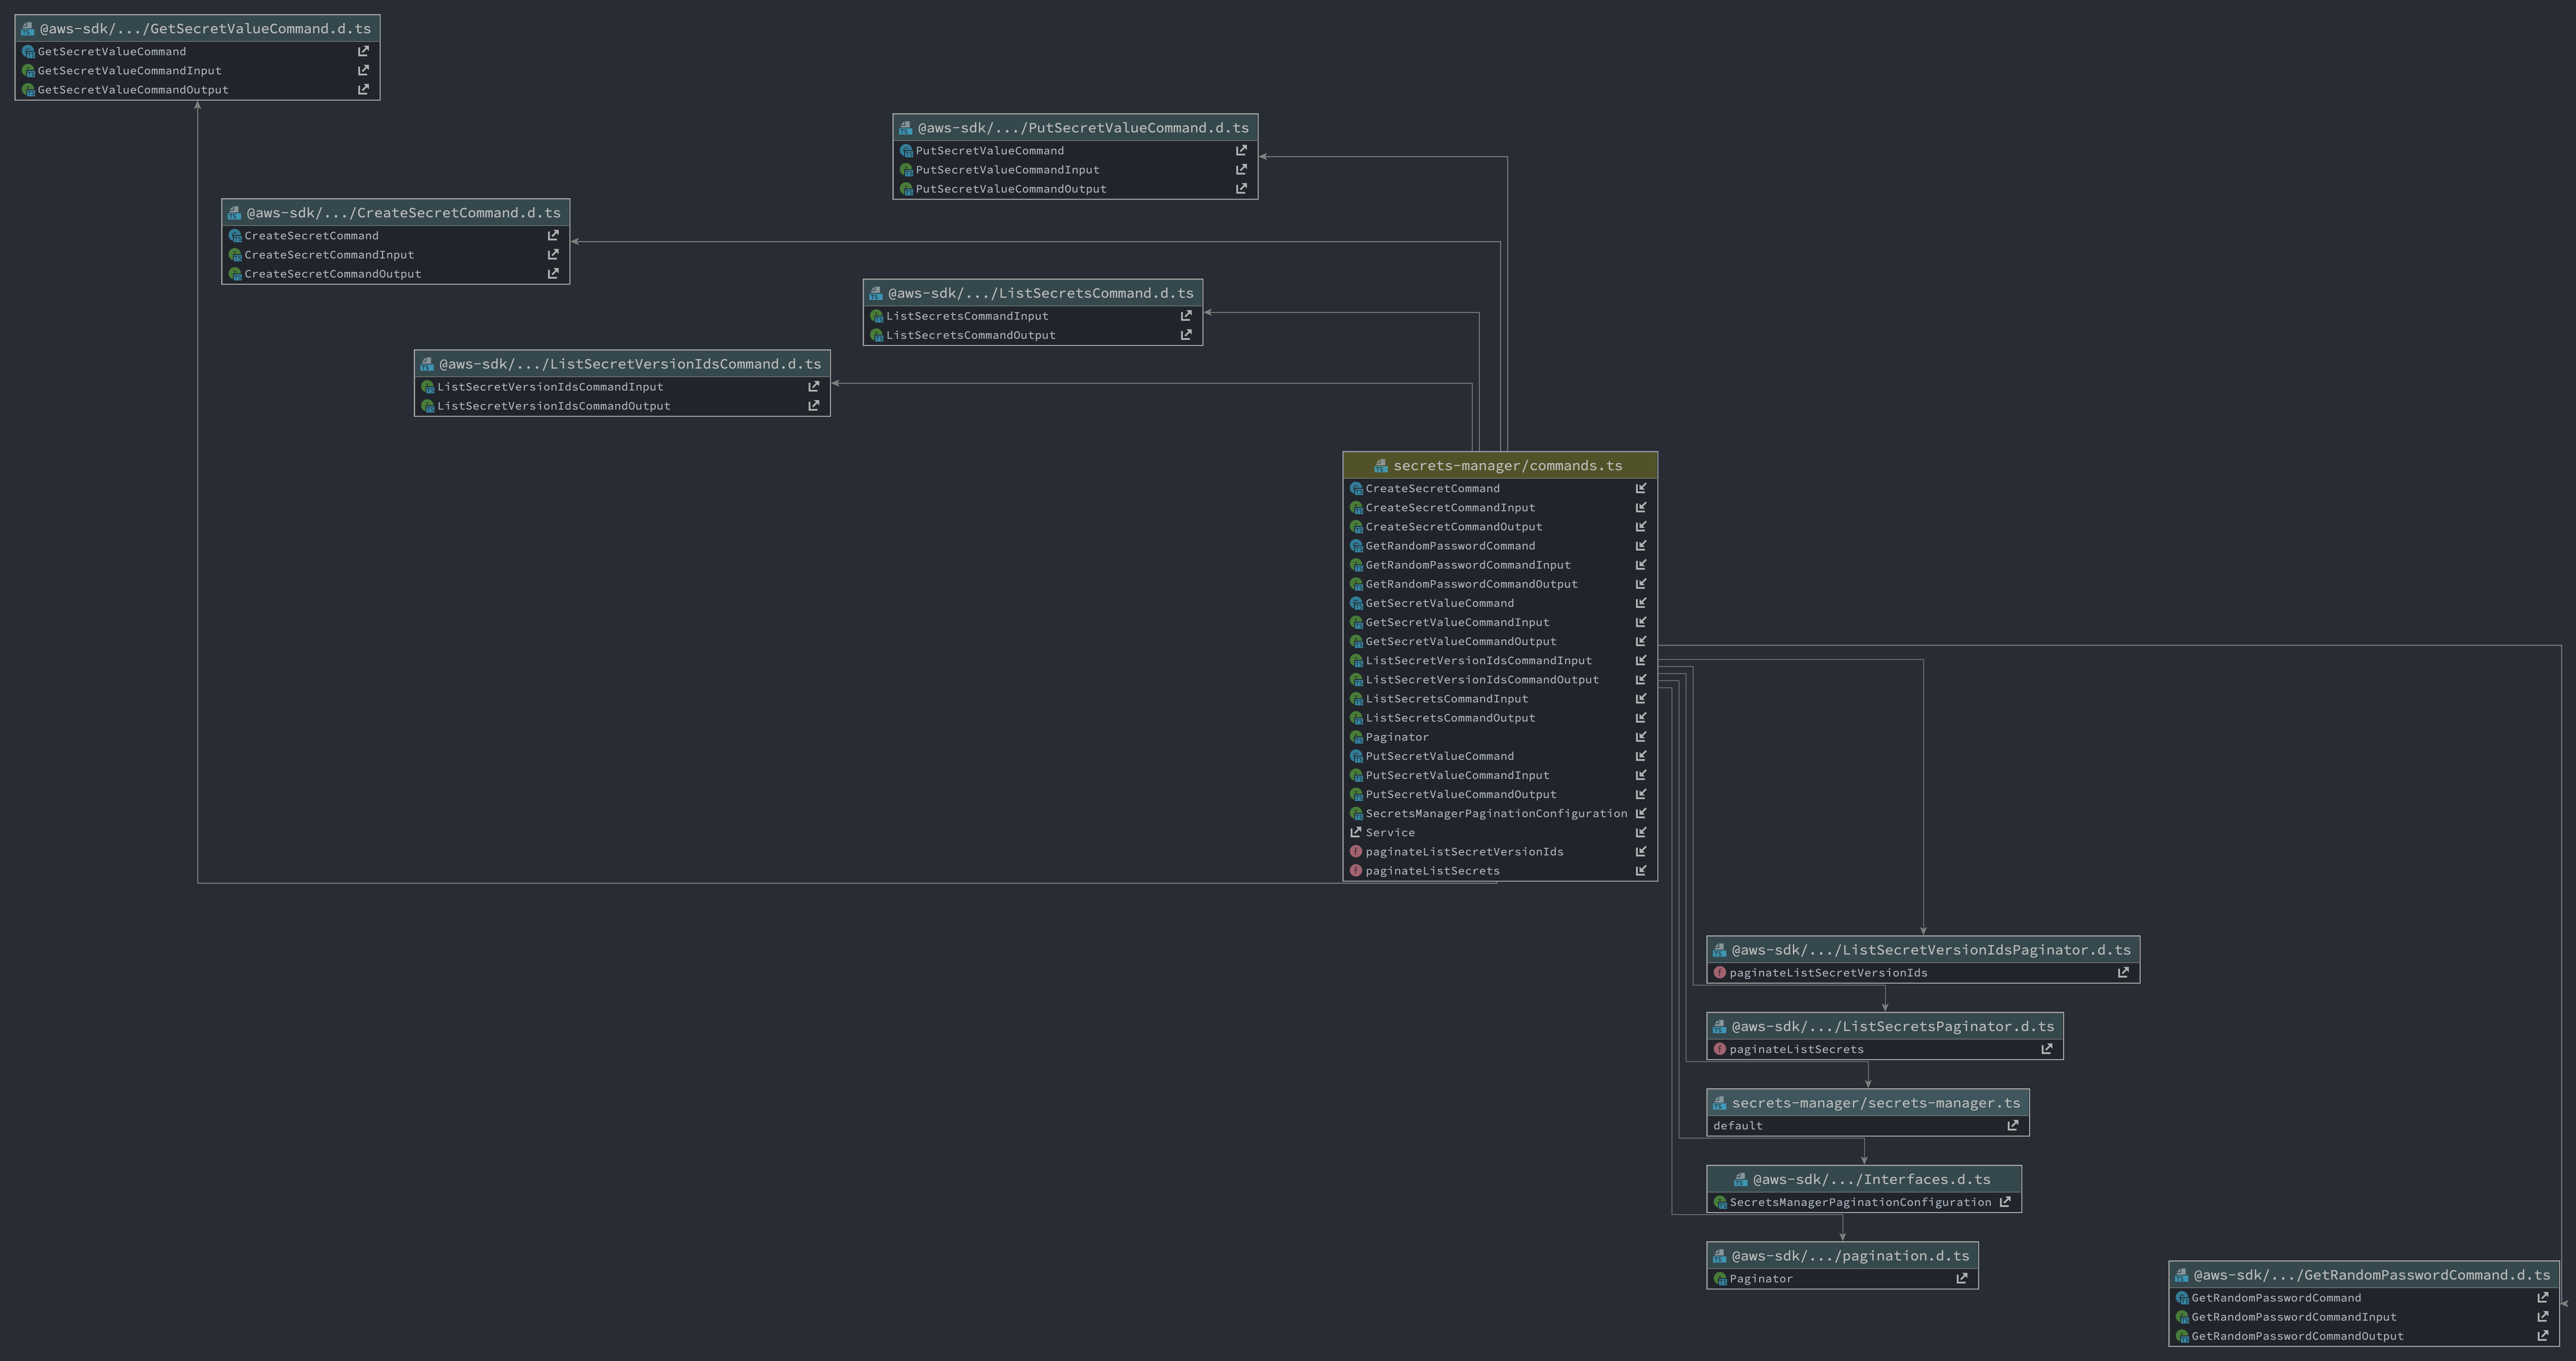 @aws-sdk/.../GetSecretValueCommand.d.ts
GetSecretValueCommand
GetSecretValueCommandInput
GetSecretValueCommandOutput
@aws-sdk/.../PutSecretValueCommand.d.ts
PutSecretValueCommand
PutSecretValueCommandInput
PutSecretValueCommandOutput
@aws-sdk/.../CreateSecretCommand.d.ts
CreateSecretCommand
CreateSecretCommandInput
CreateSecretCommandOutput
@aws-sdk/.../ListSecretsCommand.d.ts
ListSecretsCommandInput
ListSecretsCommandOutput
@aws-sdk/.../ListSecretVersionIdsCommand.d.ts
ListSecretVersionIdsCommandInput
ListSecretVersionIdsCommandOutput
secrets-manager/commands.ts
CreateSecretCommand
CreateSecretCommandInput
CreateSecretCommandOutput
GetRandomPasswordCommand
GetRandomPasswordCommandInput
GetRandomPasswordCommandOutput
GetSecretValueCommand
GetSecretValueCommandInput
GetSecretValueCommandOutput
ListSecretVersionIdsCommandInput
ListSecretVersionIdsCommandOutput
ListSecretsCommandInput
ListSecretsCommandOutput
Paginator
PutSecretValueCommand
PutSecretValueCommandInput
PutSecretValueCommandOutput
SecretsManagerPaginationConfiguration
Service
paginateListSecretVersionIds
paginateListSecrets
@aws-sdk/.../ListSecretVersionIdsPaginator.d.ts
paginateListSecretVersionIds
@aws-sdk/.../ListSecretsPaginator.d.ts
paginateListSecrets
secrets-manager/secrets-manager.ts
default
@aws-sdk/.../Interfaces.d.ts
SecretsManagerPaginationConfiguration
@aws-sdk/.../pagination.d.ts
Paginator
@aws-sdk/.../GetRandomPasswordCommand.d.ts
GetRandomPasswordCommand
GetRandomPasswordCommandInput
GetRandomPasswordCommandOutput